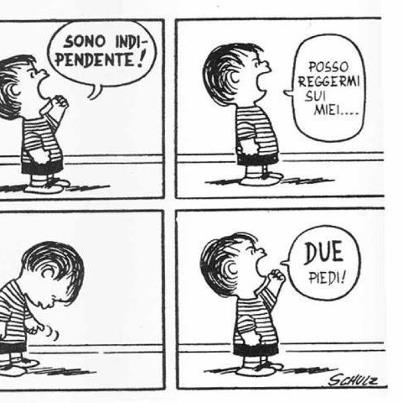 SONO INDI-
PENDENTE!
POSSO
REGGERMI
SUI
MIEI....
DUE
PIEDI!
SCHULZ